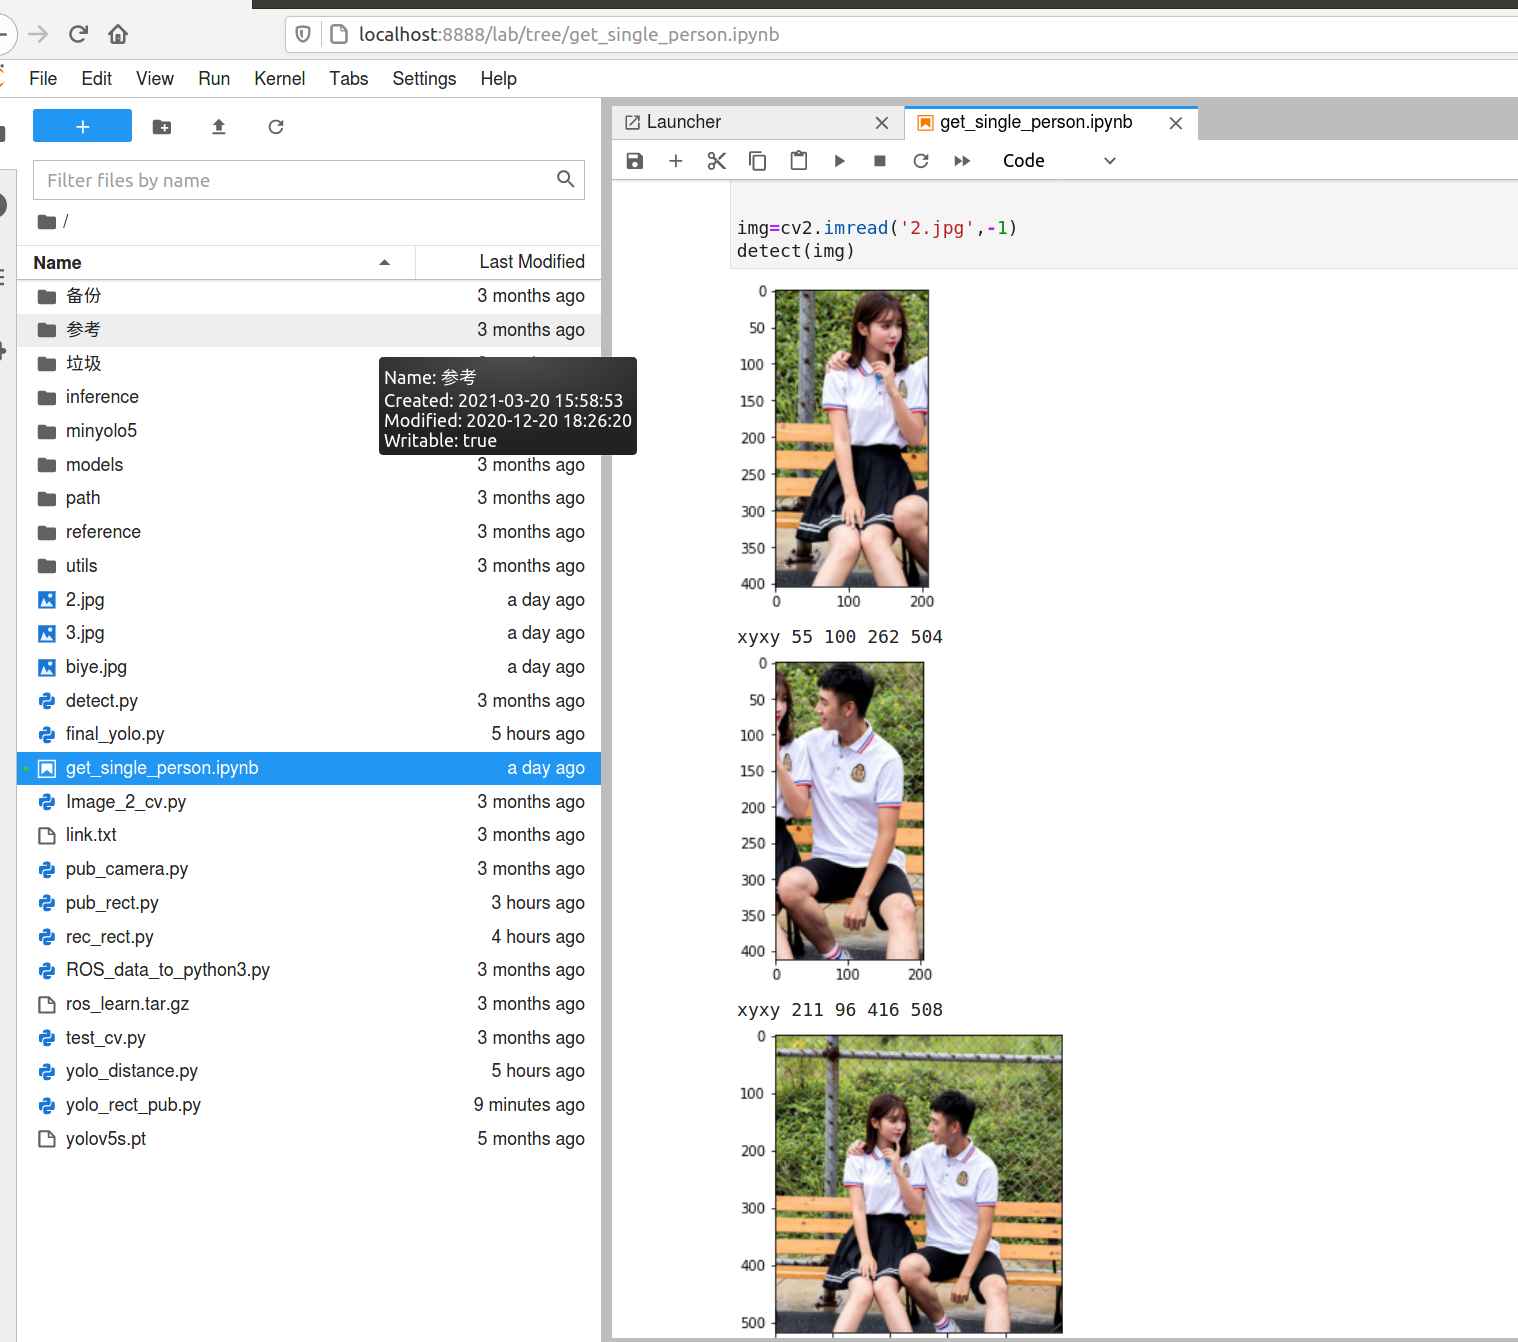 localhost:8888/lab/tree/get_single_person.ipynb
File Edit View Run Kernel Tabs Settings Help
+
Filter files by name
/
Name Last Modified
备份 3 months ago
参考 3 months ago
垃圾
inference
minyolo5
models 3 months ago
path 3 months ago
reference 3 months ago
utils 3 months ago
2.jpg a day ago
3.jpg a day ago
biye.jpg a day ago
detect.py 3 months ago
final_yolo.py 5 hours ago
get_single_person.ipynb a day ago
Image_2_cv.py 3 months ago
link.txt 3 months ago
pub_camera.py 3 months ago
pub_rect.py 3 hours ago
rec_rect.py 4 hours ago
ROS_data_to_python3.py 3 months ago
ros_learn.tar.gz 3 months ago
test_cv.py 3 months ago
yolo_distance.py 5 hours ago
yolo_rect_pub.py 9 minutes ago
yolov5s.pt 5 months ago
Name: 参考
Created: 2021-03-20 15:58:53
Modified: 2020-12-20 18:26:20
Writable: true
Launcher
get_single_person.ipynb
Code
img=cv2.imread('2.jpg',-1)
detect(img)
0
50
100
150
200
250
300
350
400
0 100 200
xyxy 55 100 262 504
0
50
100
150
200
250
300
350
400
0 100 200
xyxy 211 96 416 508
0
100
200
300
400
500